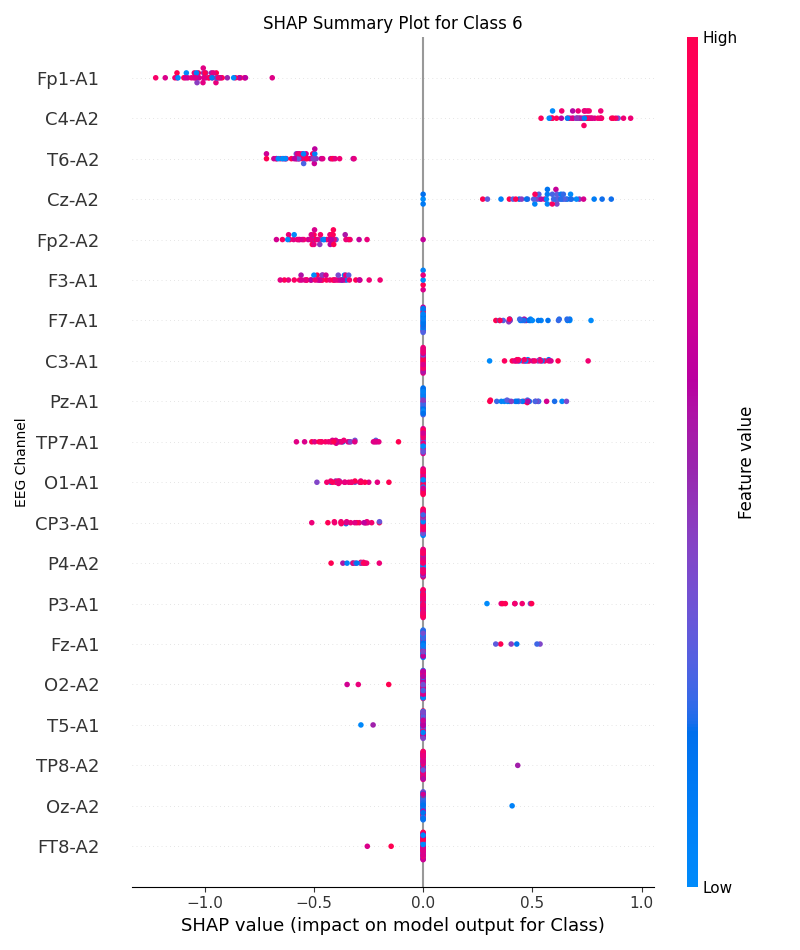 SHAP Summary Plot for Class 6
High
Fp1-A1
C4-A2
T6-A2
Cz-A2
Fp2-A2
F3-A1
F7-A1
C3-A1
Pz-A1
TP7-A1
O1-A1
CP3-A1
P4-A2
P3-A1
Fz-A1
O2-A2
T5-A1
TP8-A2
Oz-A2
FT8-A2
EEG Channel
Feature value
Low
−1.0 −0.5 0.0 0.5 1.0
SHAP value (impact on model output for Class)